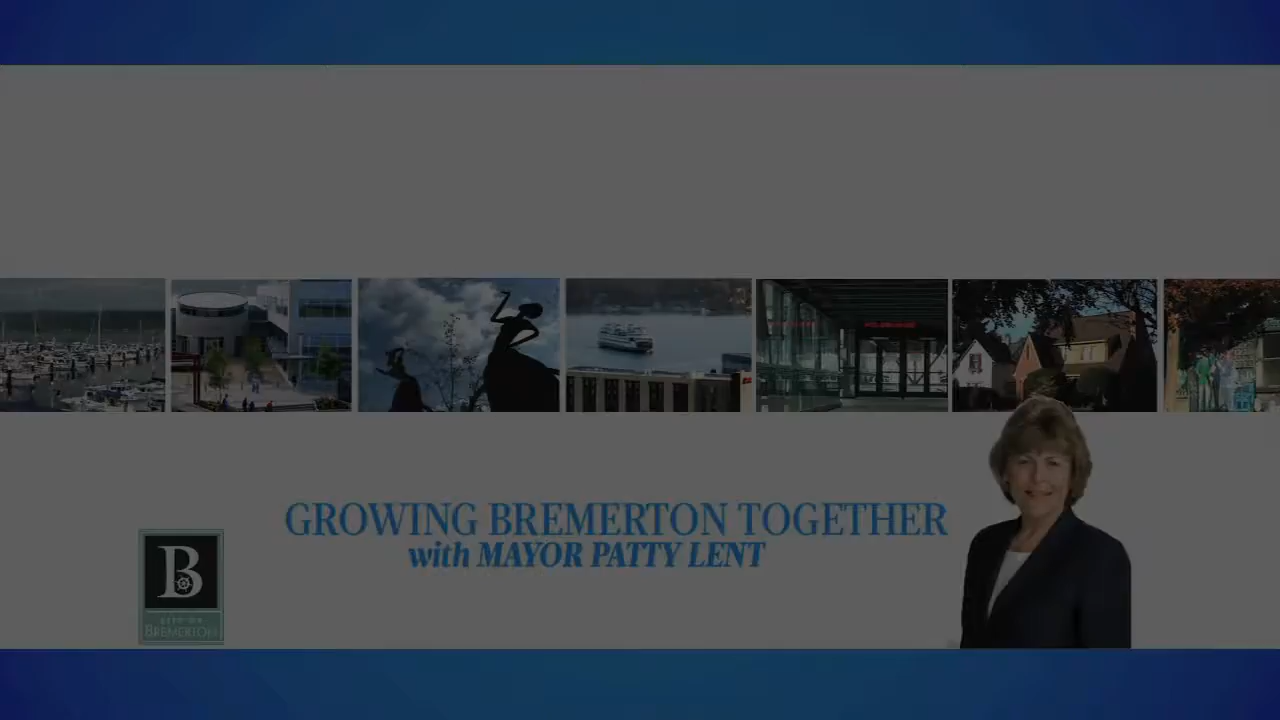 GROWING BREMERTON TOGETHER
with MAYOR PATTY LENT
B
CITY OF
BREMERTON